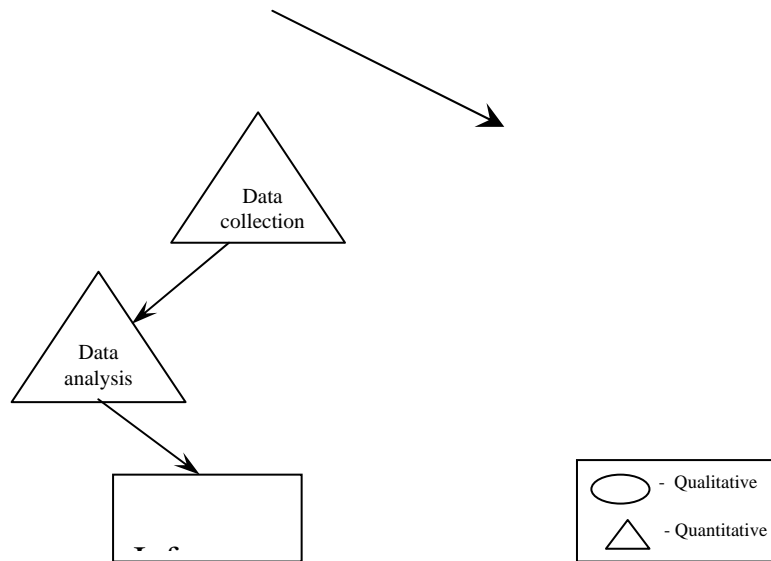 Data
collection
Data
analysis
- Qualitative
- Quantitative